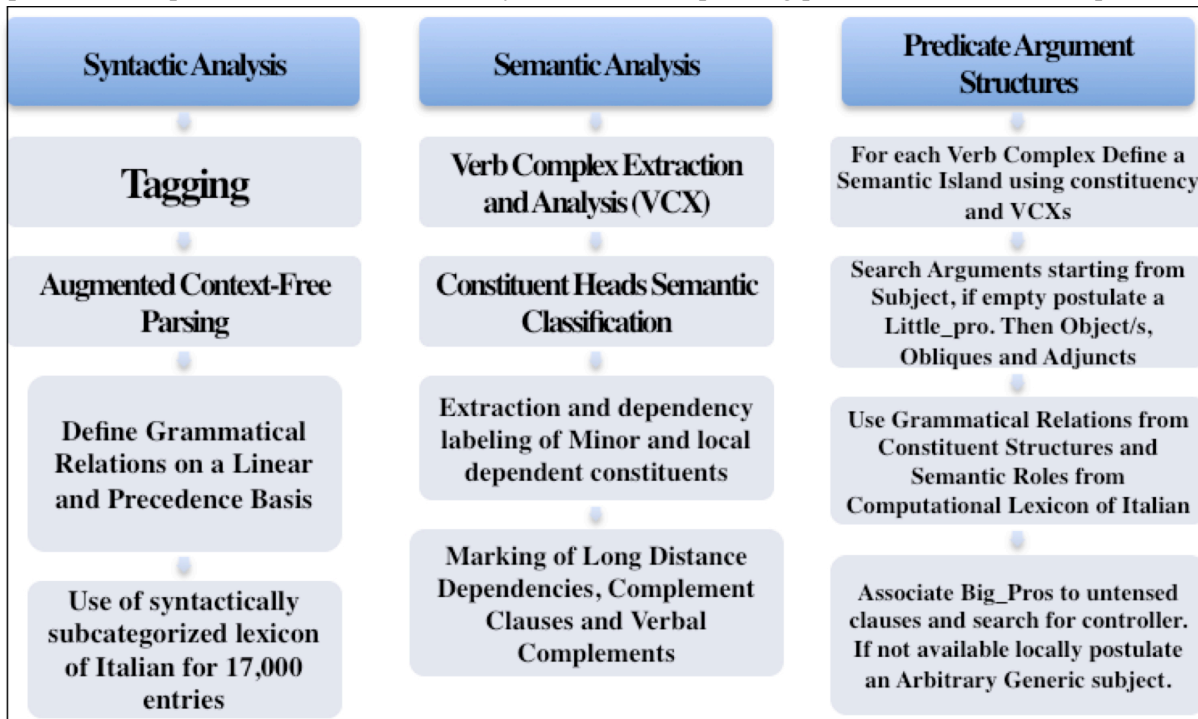 Syntactic Analysis
Tagging
Augmented Context-Free
Parsing
Define Grammatical
Relations on a Linear
and Precedence Basis
Use of syntactically
subcategorized lexicon
of Italian for 17,000
entries
Semantic Analysis
Verb Complex Extraction
and Analysis (VCX)
Constituent Heads Semantic
Classification
Extraction and dependency
labeling of Minor and local
dependent constituents
Marking of Long Distance
Dependencies, Complement
Clauses and Verbal
Complements
Predicate Argument
Structures
For each Verb Complex Define a
Semantic Island using constituency
and VCXs
Search Arguments starting from
Subject, if empty postulate a
Little_pro. Then Object/s,
Obliques and Adjuncts
Use Grammatical Relations from
Constituent Structures and
Semantic Roles from
Computational Lexicon of Italian
Associate Big_Pros to untensed
clauses and search for controller.
If not available locally postulate
an Arbitrary Generic subject.